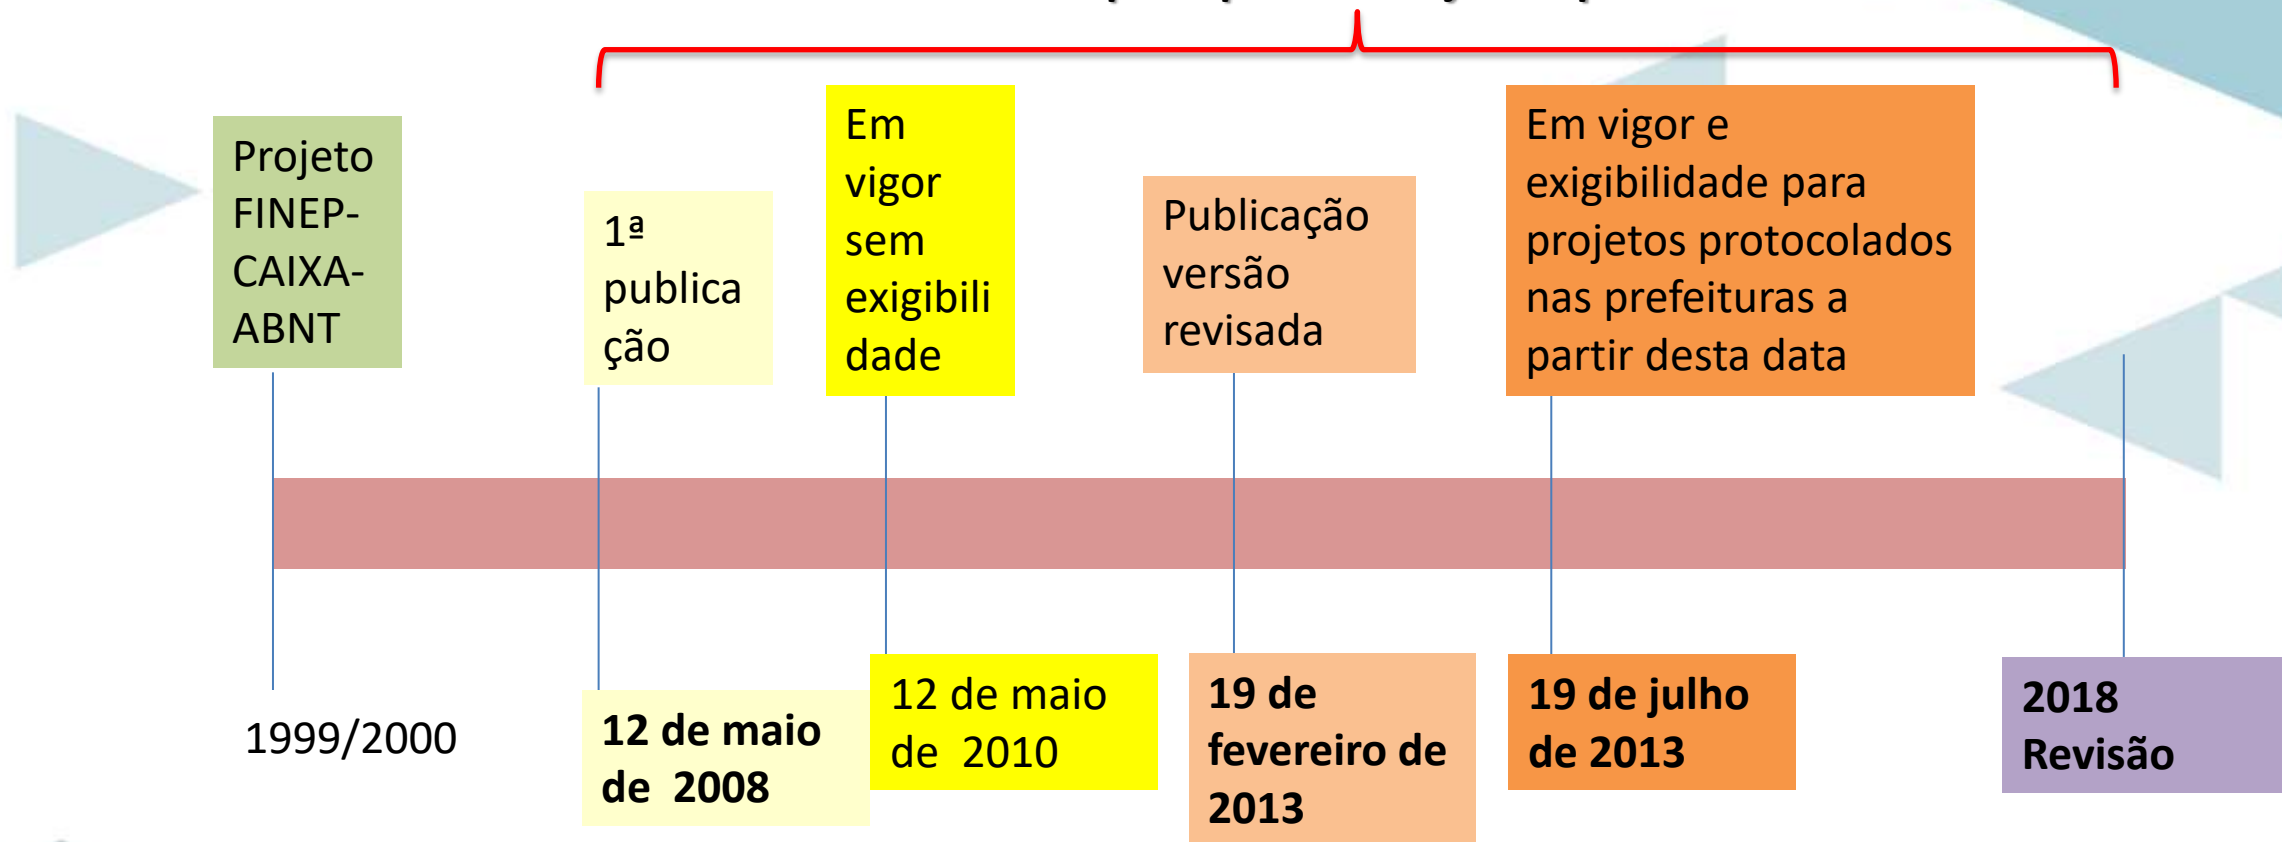 Projeto
FINEP-
CAIXA-
ABNT
1ª
publica
ção
Em
vigor
sem
exigibili
dade
Publicação
versão
revisada
Em vigor e
exigibilidade para
projetos protocolados
nas prefeituras a
partir desta data
1999/2000
12 de maio
de 2008
12 de maio
de 2010
19 de
fevereiro de
2013
19 de julho
de 2013
2018
Revisão